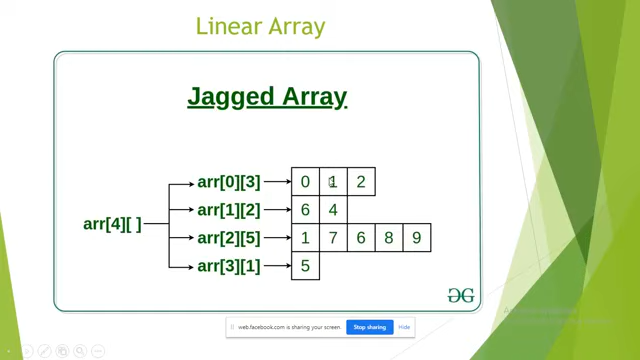 Linear Array
Jagged Array
arr[4][ ]
arr[0][3] 0 1 2
arr[1][2] 6 4
arr[2][5] 1 7 6 8 9
arr[3][1] 5
web.facebook.com is sharing your screen. Stop sharing Hide